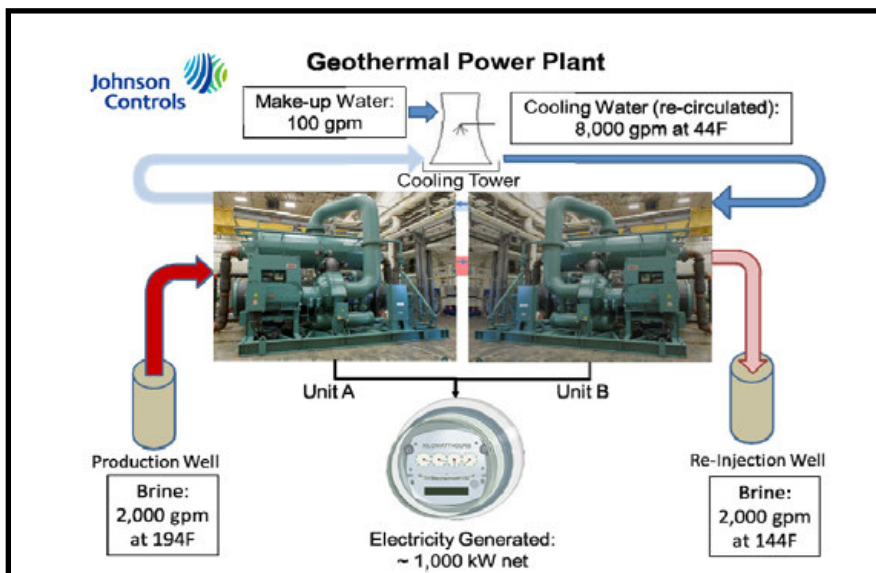 Geothermal Power Plant
Johnson
Controls
Make-up Water:
100 gpm
Cooling Water (re-circulated):
8,000 gpm at 44F
Cooling Tower
Unit A
Unit B
Production Well
Brine:
2,000 gpm
at 194F
KILOWATTHOURS
Electricity Generated:
~ 1,000 kW net
Re-Injection Well
Brine:
2,000 gpm
at 144F